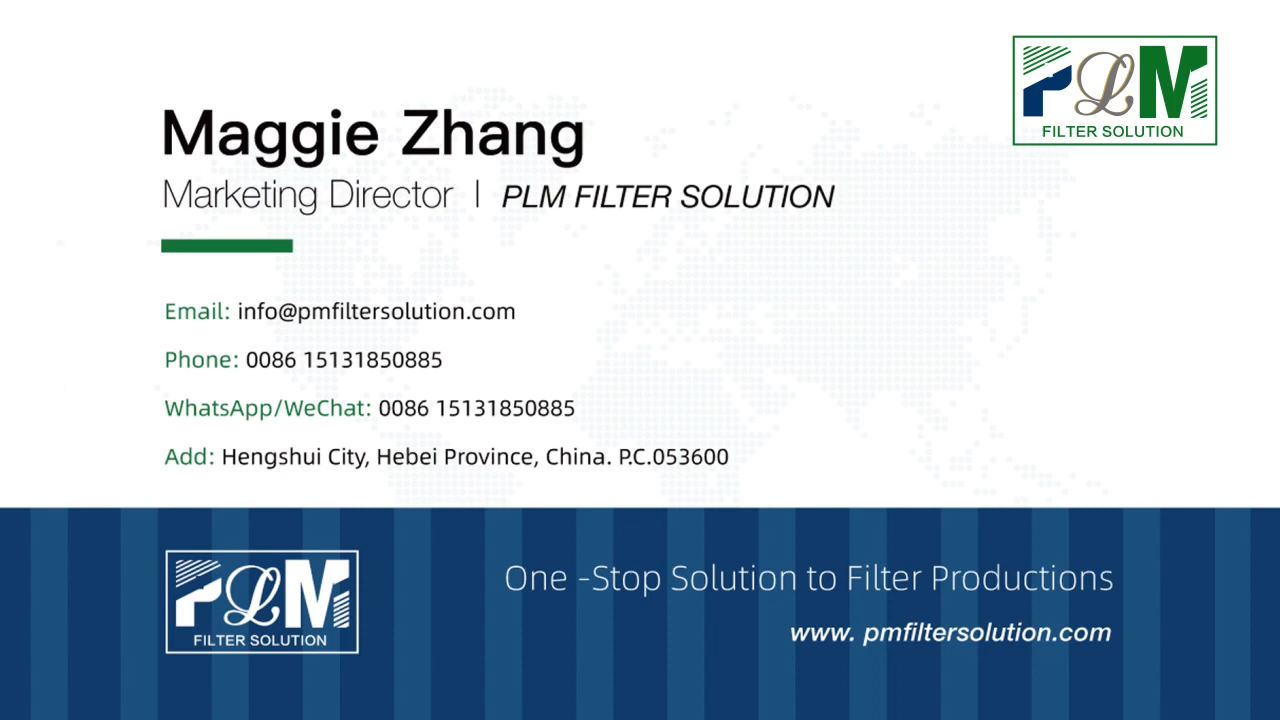 PLM
FILTER SOLUTION
Maggie Zhang
Marketing Director | PLM FILTER SOLUTION
Email: info@pmfiltersolution.com
Phone: 0086 15131850885
WhatsApp/WeChat: 0086 15131850885
Add: Hengshui City, Hebei Province, China. P.C.053600
PLM
FILTER SOLUTION
One -Stop Solution to Filter Productions
www. pmfiltersolution.com